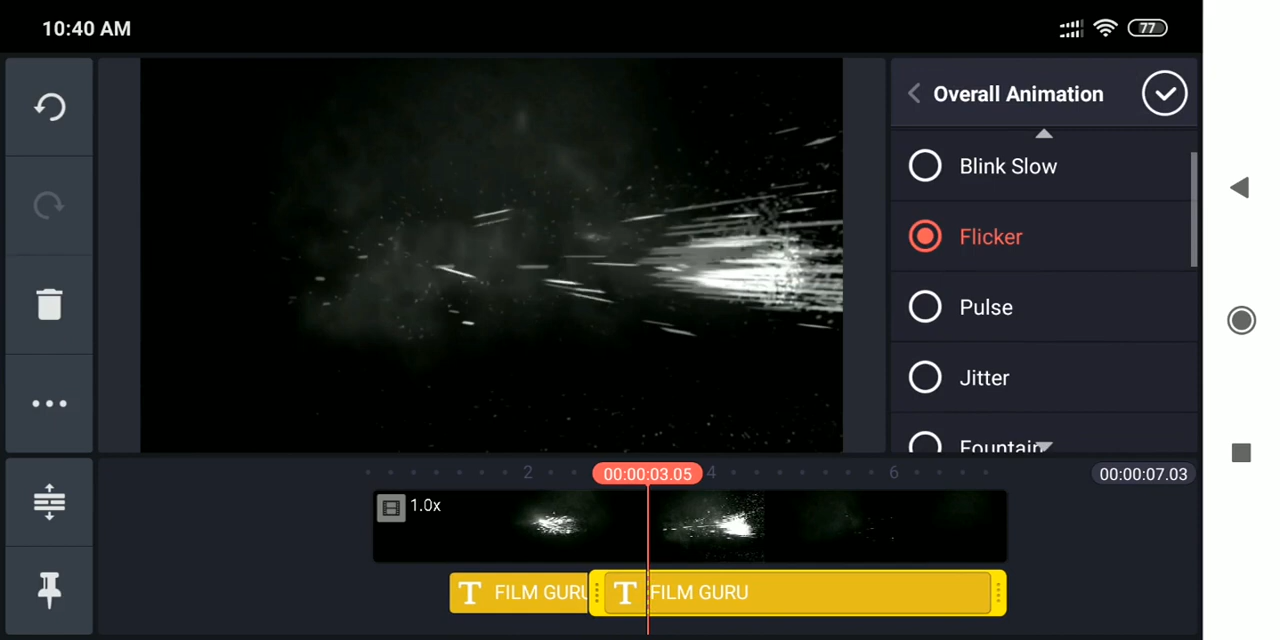 10:40 AM
77
Overall Animation
Blink Slow
Flicker
Pulse
Jitter
Fountain
2
00:00:03.05
4
6
00:00:07.03
1.0x
T FILM GURU
T FILM GURU